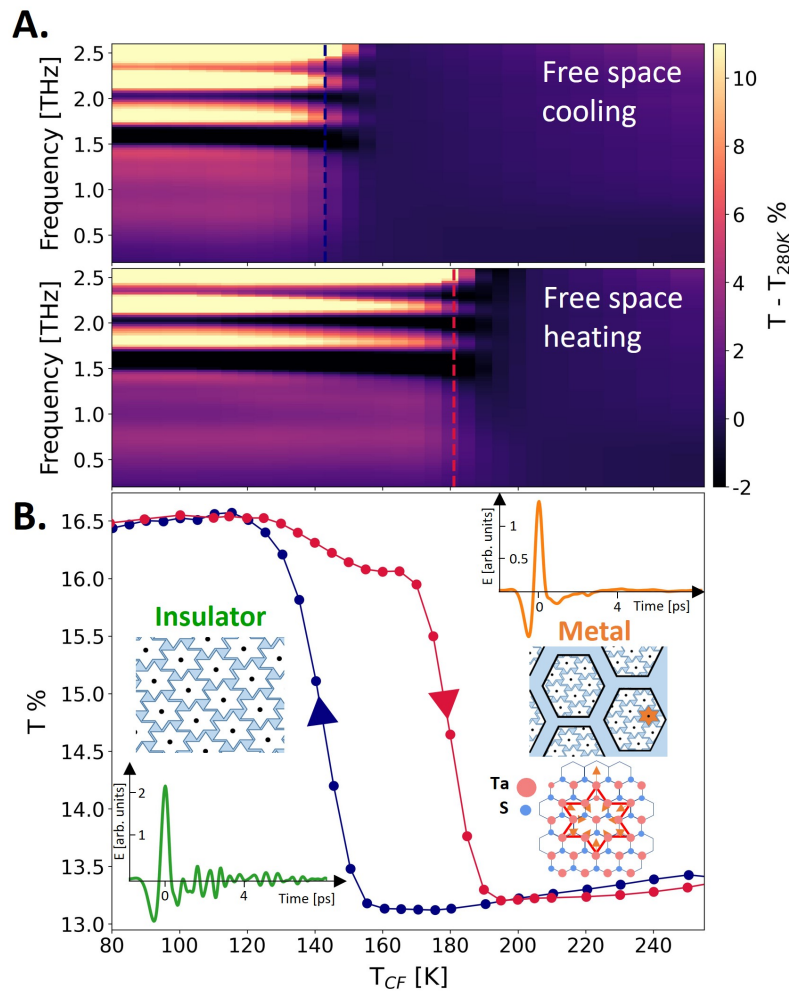 A.
2.5
2.0
1.5
1.0
0.5
Frequency [THz]
Free space
cooling
2.5
2.0
1.5
1.0
0.5
Frequency [THz]
Free space
heating
10
8
6
4
2
0
-2
T - T280K %
B.
16.5
16.0
15.5
15.0
14.5
14.0
13.5
13.0
T %
Insulator
E [arb. units]
2
1
0
4
Time [ps]
E [arb. units]
1
0.5
0
4
Time [ps]
Metal
Ta
S
80
100
120
140
160
180
200
220
240
TCF [K]